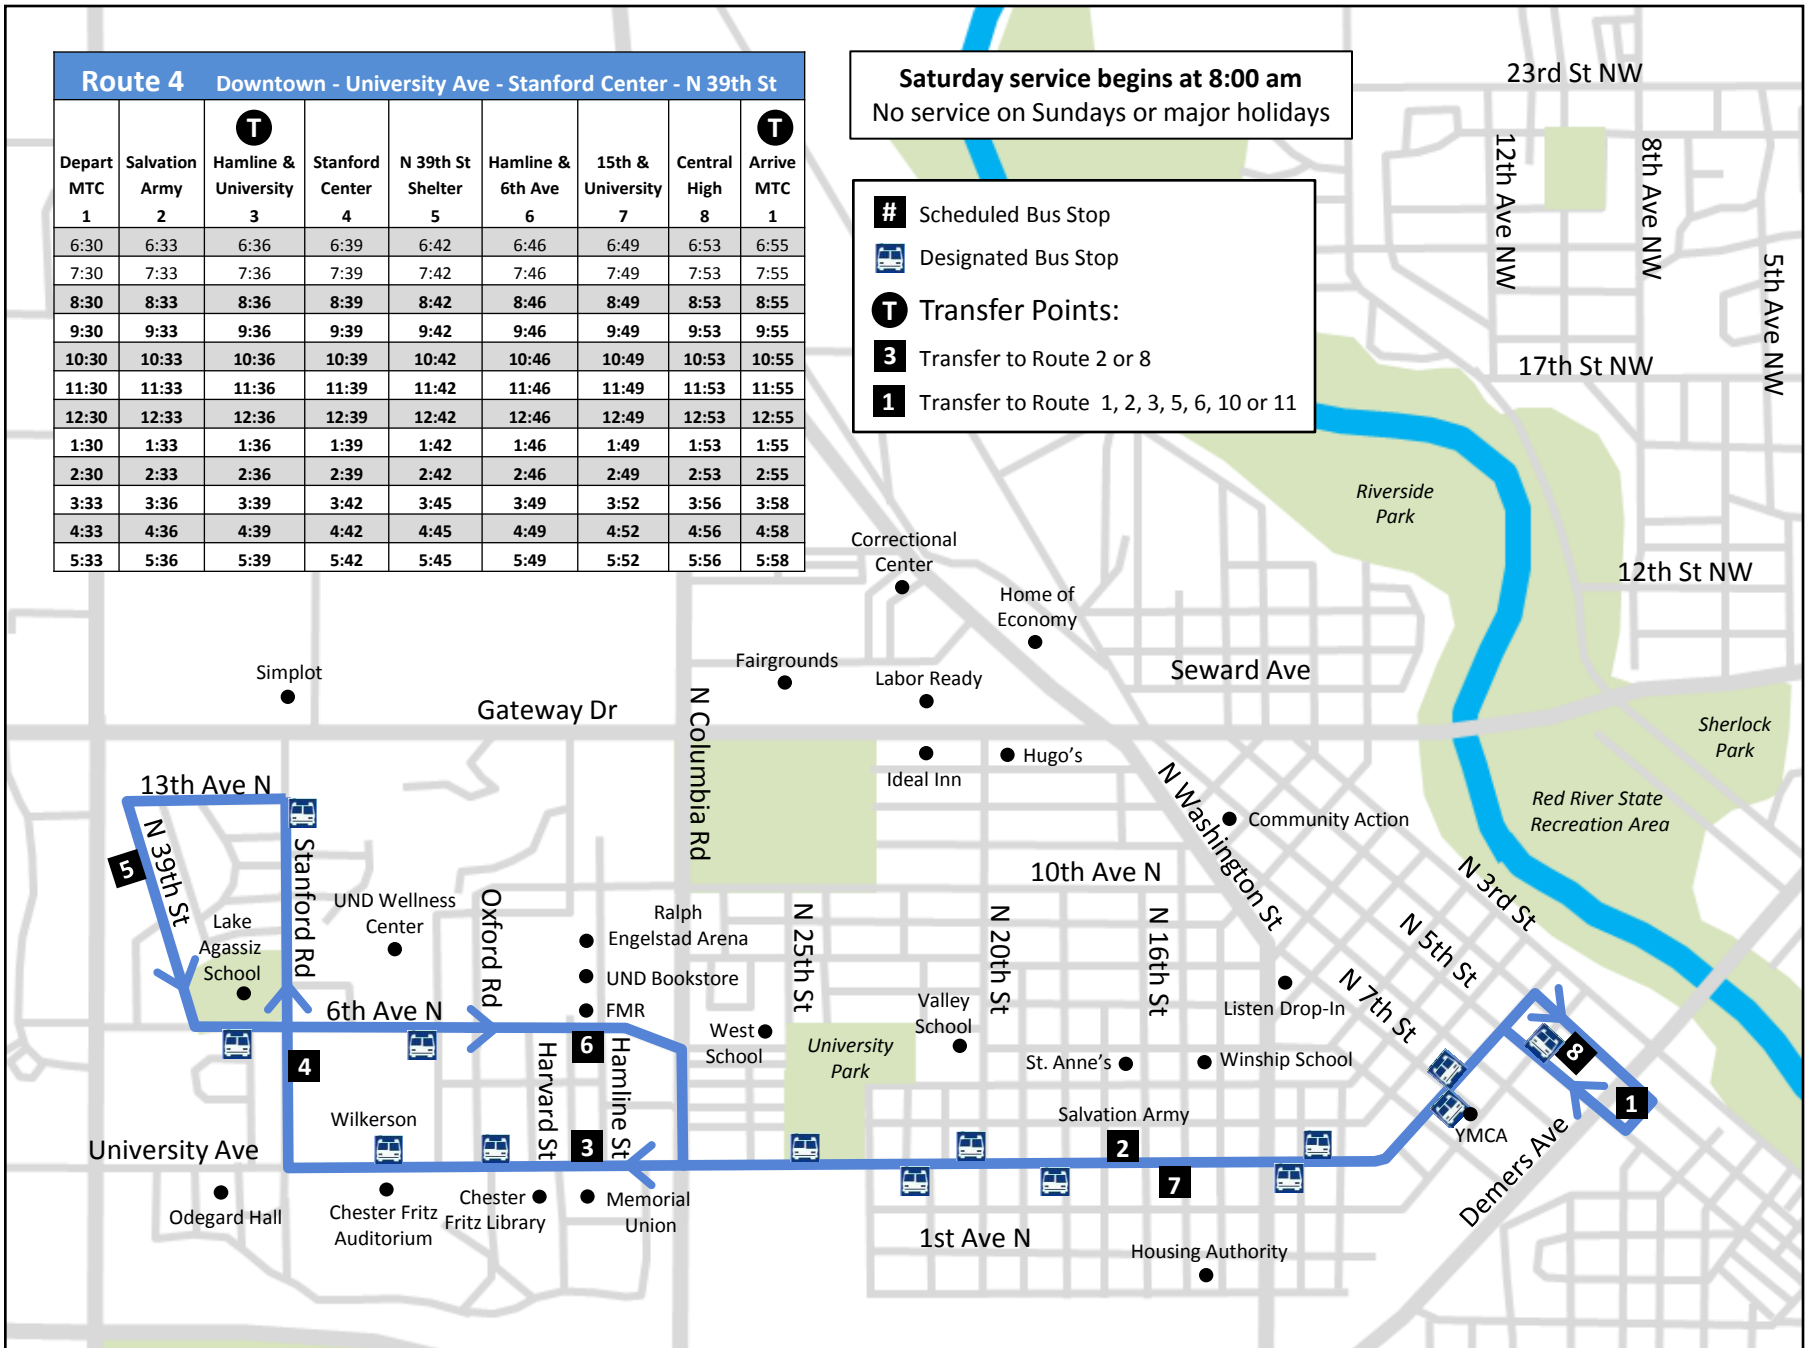 Route 4 Downtown - University Ave - Stanford Center - N 39th St
T T
Depart MTC 1
Salvation Army 2
Hamline & University 3
Stanford Center 4
N 39th St Shelter 5
Hamline & 6th Ave 6
15th & University 7
Central High 8
Arrive MTC 1
6:30 6:33 6:36 6:39 6:42 6:46 6:49 6:53 6:55
7:30 7:33 7:36 7:39 7:42 7:46 7:49 7:53 7:55
8:30 8:33 8:36 8:39 8:42 8:46 8:49 8:53 8:55
9:30 9:33 9:36 9:39 9:42 9:46 9:49 9:53 9:55
10:30 10:33 10:36 10:39 10:42 10:46 10:49 10:53 10:55
11:30 11:33 11:36 11:39 11:42 11:46 11:49 11:53 11:55
12:30 12:33 12:36 12:39 12:42 12:46 12:49 12:53 12:55
1:30 1:33 1:36 1:39 1:42 1:46 1:49 1:53 1:55
2:30 2:33 2:36 2:39 2:42 2:46 2:49 2:53 2:55
3:33 3:36 3:39 3:42 3:45 3:49 3:52 3:56 3:58
4:33 4:36 4:39 4:42 4:45 4:49 4:52 4:56 4:58
5:33 5:36 5:39 5:42 5:45 5:49 5:52 5:56 5:58
Saturday service begins at 8:00 am
No service on Sundays or major holidays
# Scheduled Bus Stop
Designated Bus Stop
T Transfer Points:
3 Transfer to Route 2 or 8
1 Transfer to Route 1, 2, 3, 5, 6, 10 or 11
23rd St NW
12th Ave NW
8th Ave NW
5th Ave NW
17th St NW
12th St NW
Riverside
Park
Correctional
Center
Home of
Economy
Fairgrounds
Labor Ready
Seward Ave
Simplot
Gateway Dr
N Columbia Rd
Ideal Inn
Hugo's
Sherlock
Park
Red River State
Recreation Area
N Washington St
Community Action
13th Ave N
N 39th St
5
Stanford Rd
Lake
Agassiz
School
UND Wellness
Center
Oxford Rd
Ralph
Engelstad Arena
UND Bookstore
FMR
6th Ave N
6
4
Harvard St
Hamline St
10th Ave N
N 25th St
N 20th St
N 16th St
N 3rd St
N 5th St
N 7th St
Listen Drop-In
West
School
University
Park
Valley
School
St. Anne's
Winship School
8
1
YMCA
Demers Ave
Wilkerson
3
Salvation Army
2
7
University Ave
Odegard Hall
Chester Fritz
Auditorium
Chester
Fritz Library
Memorial
Union
1st Ave N
Housing Authority